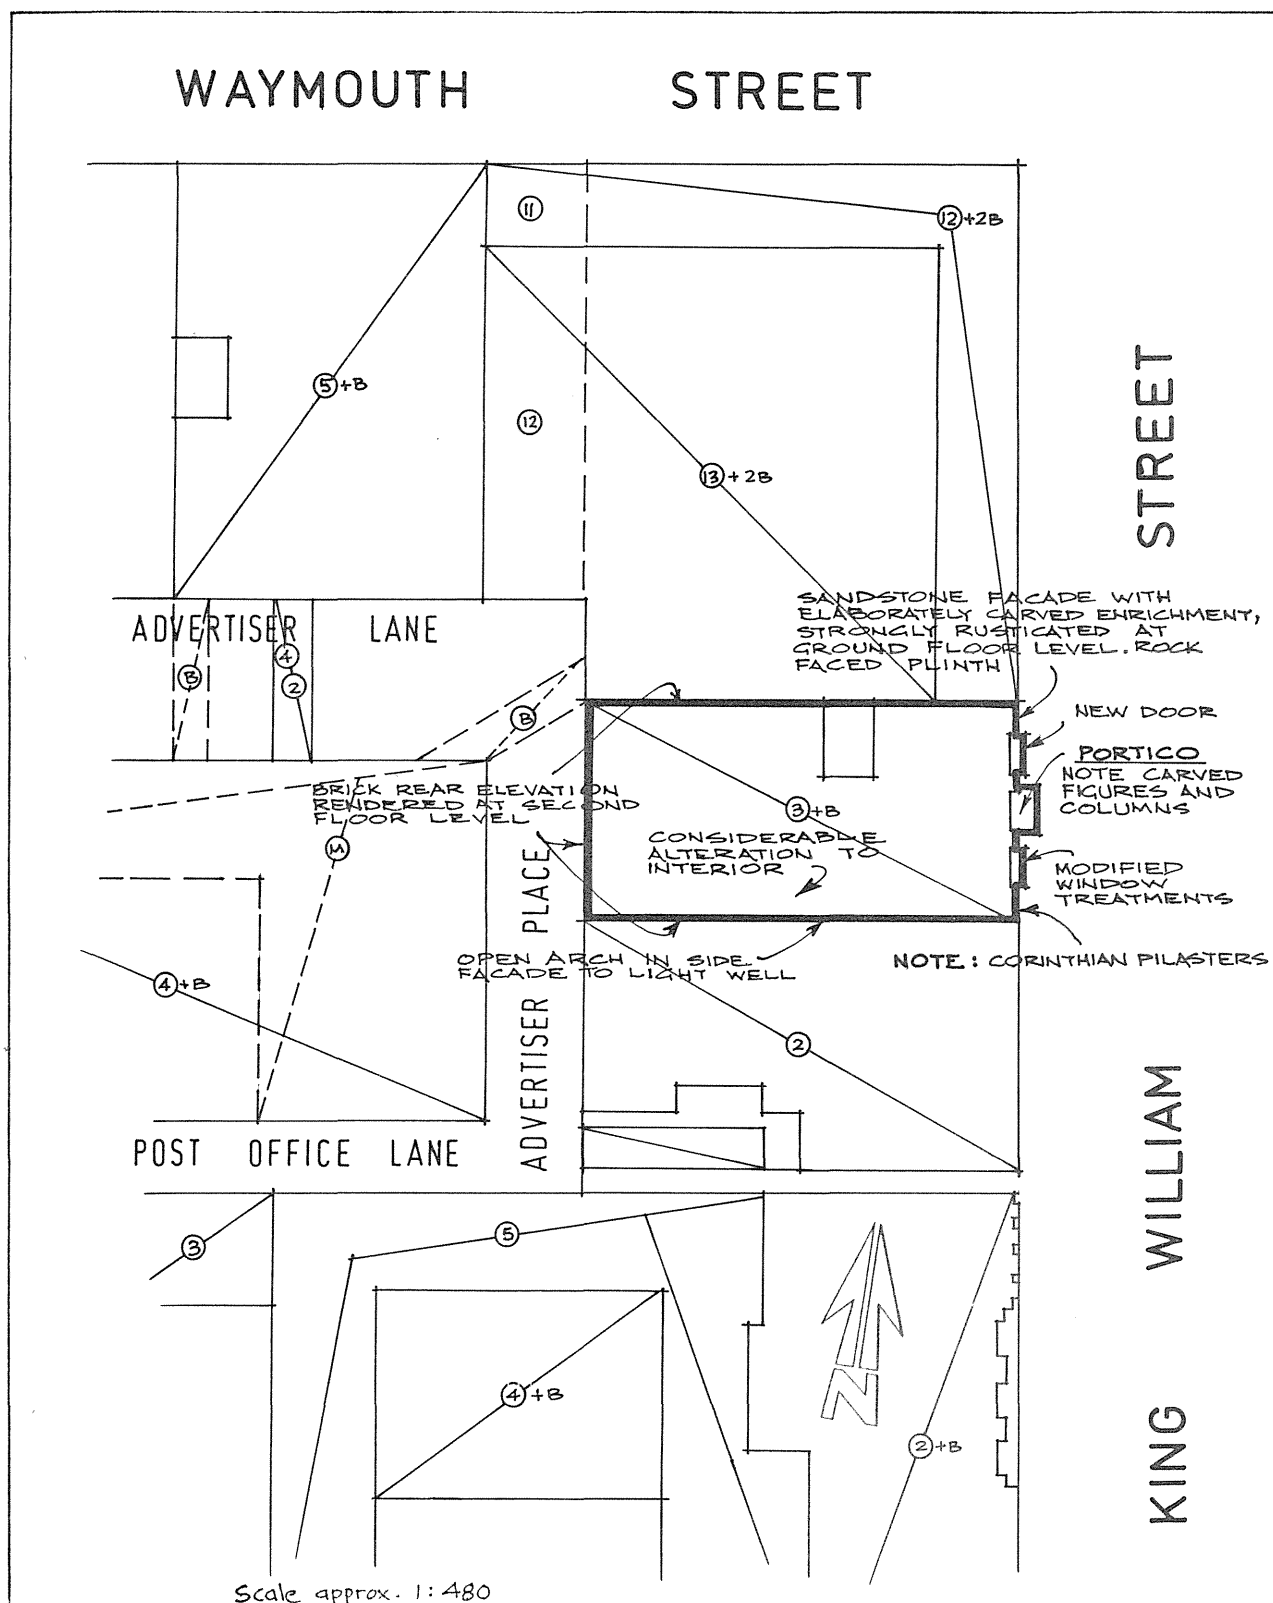 WAYMOUTH STREET
11
12+2B
5+B
12
13+2B
STREET
SANDSTONE FACADE WITH
ELABORATELY CARVED ENRICHMENT,
STRONGLY RUSTICATED AT
GROUND FLOOR LEVEL. ROCK
FACED PLINTH
ADVERTISER LANE
4
B
2
B
NEW DOOR
PORTICO
NOTE CARVED
FIGURES AND
COLUMNS
BRICK REAR ELEVATION
RENDERED AT SECOND
FLOOR LEVEL
3+B
CONSIDERABLE
ALTERATION TO
INTERIOR
M
MODIFIED
WINDOW
TREATMENTS
OPEN ARCH IN SIDE
FACADE TO LIGHT WELL
NOTE: CORINTHIAN PILASTERS
4+B
ADVERTISER PLACE
2
POST OFFICE LANE
KING WILLIAM
3
5
4+B
N
2+B
Scale approx. 1:480